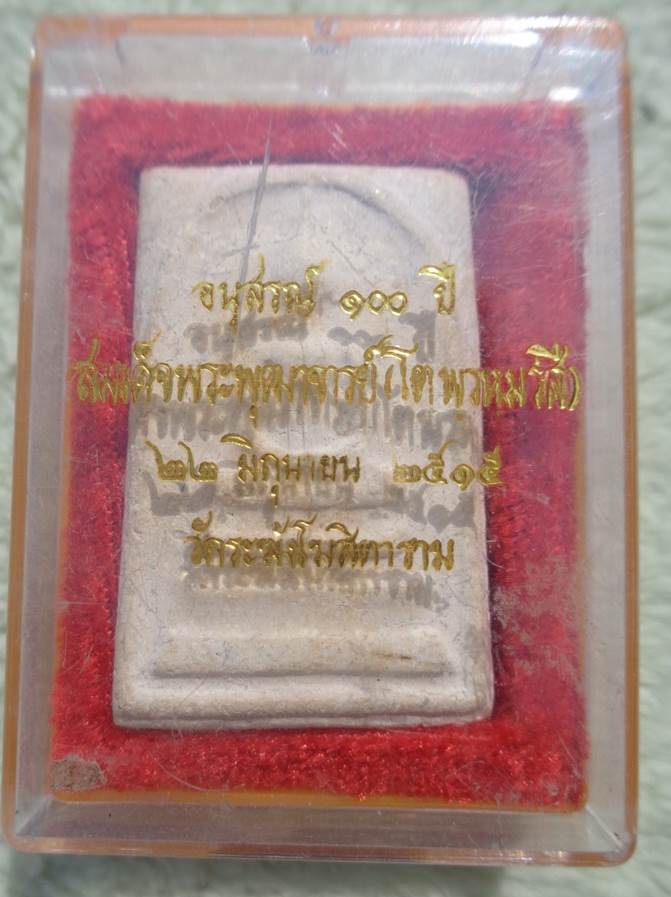 อนุสรณ์ ๑๐๐ ปี
สมเด็จพระพุฒาจารย์(โต พฺรหฺมรํสี)
๒๒ มิถุนายน ๒๕๑๕
วัดระฆังโฆสิตาราม